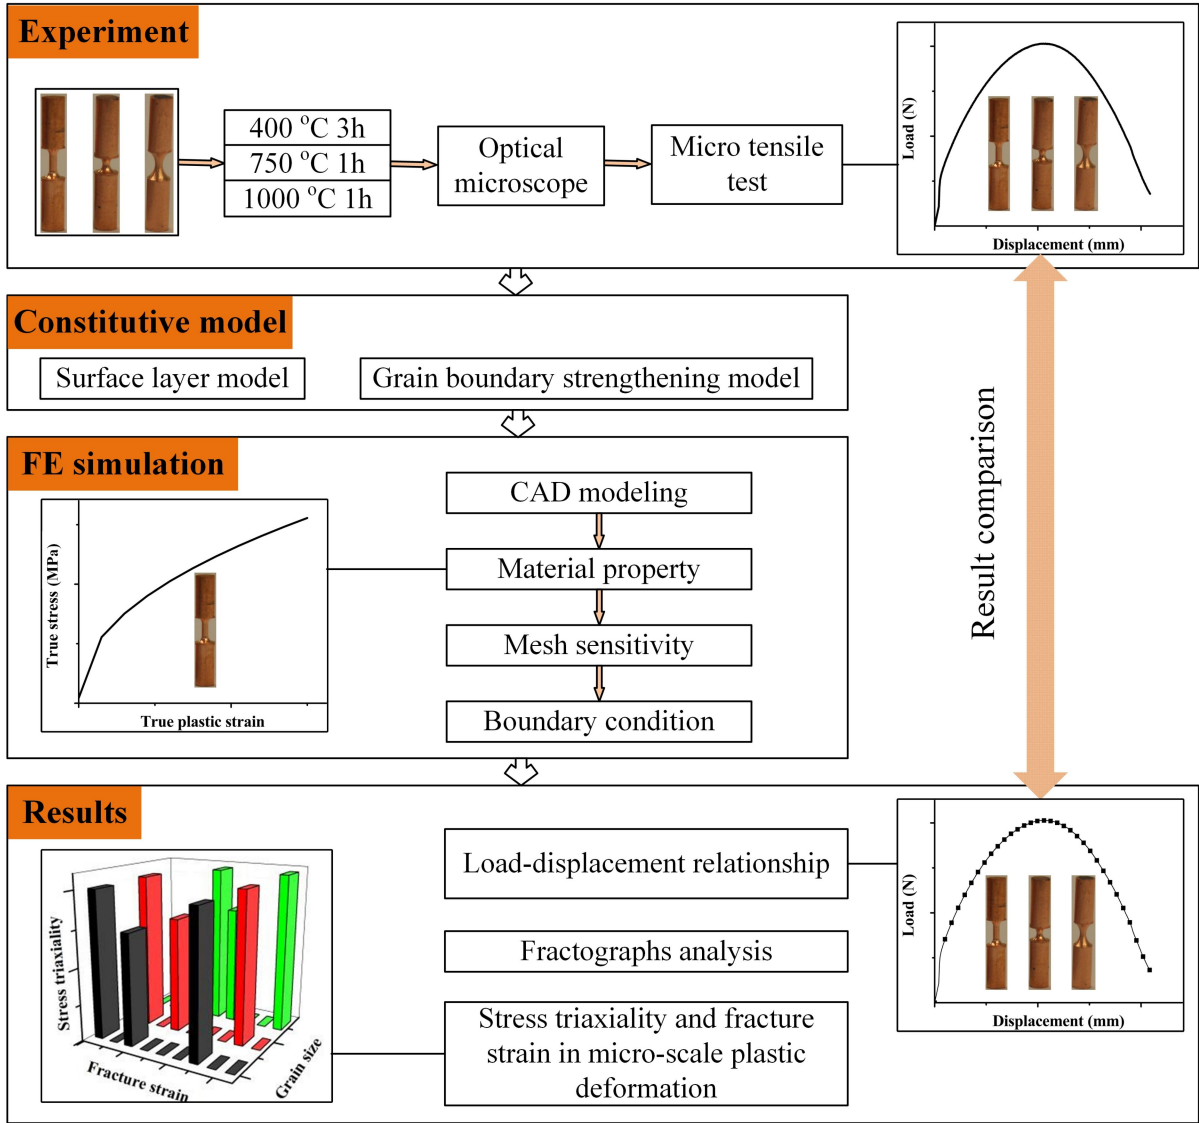 Experiment
400 °C 3h
750 °C 1h
1000 °C 1h
Optical
microscope
Micro tensile
test
Load (N)
Displacement (mm)
Constitutive model
Surface layer model
Grain boundary strengthening model
Result comparison
FE simulation
True stress (MPa)
True plastic strain
CAD modeling
Material property
Mesh sensitivity
Boundary condition
Results
Stress triaxiality
Fracture strain
Grain size
Load-displacement relationship
Fractographs analysis
Stress triaxiality and fracture
strain in micro-scale plastic
deformation
Load (N)
Displacement (mm)